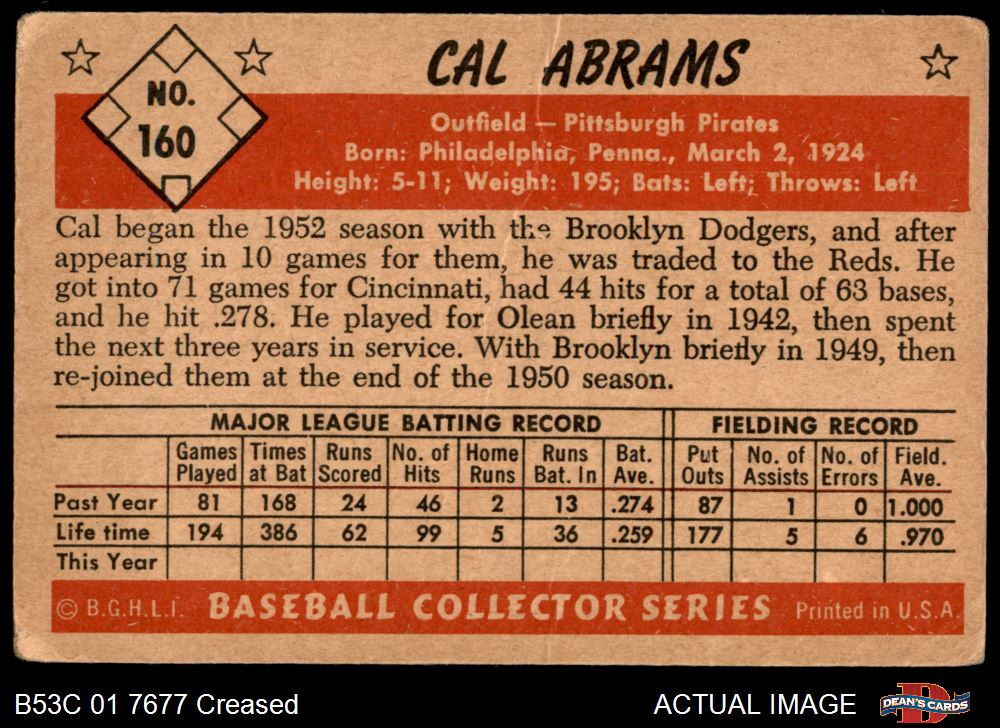 CAL ABRAMS
NO.
160
Outfield — Pittsburgh Pirates
Born: Philadelphia, Penna., March 2, 1924
Height: 5-11; Weight: 195; Bats: Left; Throws: Left
Cal began the 1952 season with the Brooklyn Dodgers, and after
appearing in 10 games for them, he was traded to the Reds. He
got into 71 games for Cincinnati, had 44 hits for a total of 63 bases,
and he hit .278. He played for Olean briefly in 1942, then spent
the next three years in service. With Brooklyn briefly in 1949, then
re-joined them at the end of the 1950 season.
MAJOR LEAGUE BATTING RECORD FIELDING RECORD
Games Times Runs No. of Home Runs Bat. Put No. of No. of Field.
Played at Bat Scored Hits Runs Bat. In Ave. Outs Assists Errors Ave.
Past Year 81 168 24 46 2 13 .274 87 1 0 1.000
Life time 194 386 62 99 5 36 .259 177 5 6 .970
This Year
© B.G.H.L.I. BASEBALL COLLECTOR SERIES Printed in U.S.A.
B53C 01 7677 Creased ACTUAL IMAGE DEAN'S CARDS